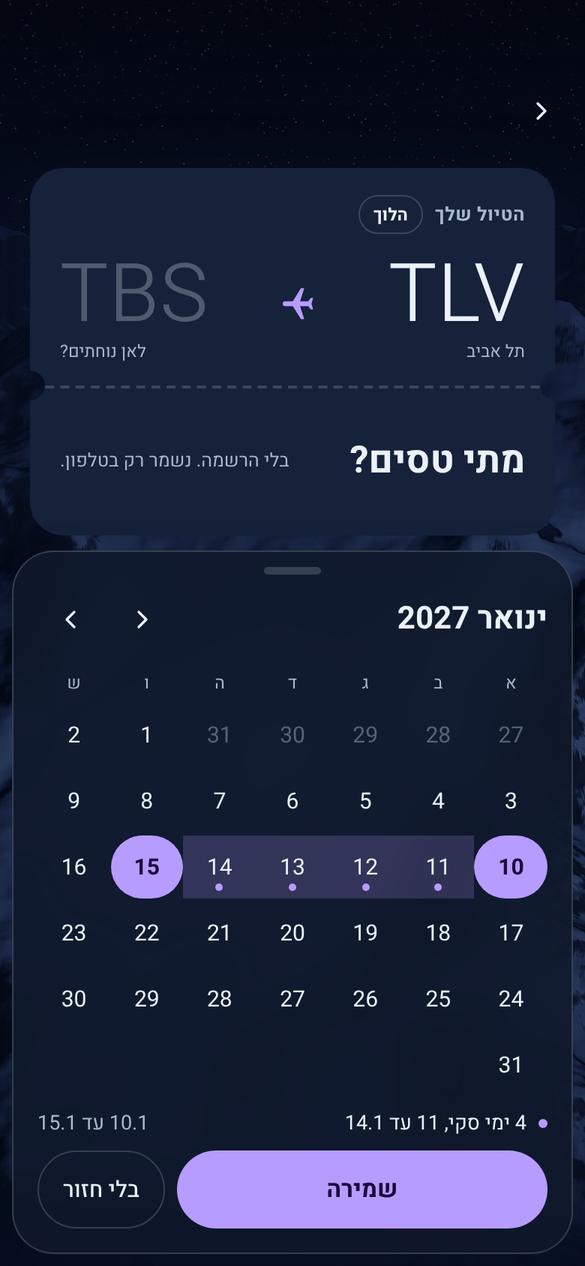 הטיול שלך הלוך
TLV TBS
תל אביב לאן נוחתים?
מתי טסים? בלי הרשמה. נשמר רק בטלפון.
ינואר 2027
א ב ג ד ה ו ש
27 28 29 30 31 1 2
3 4 5 6 7 8 9
10 11 12 13 14 15 16
17 18 19 20 21 22 23
24 25 26 27 28 29 30
31
4 ימי סקי, 11 עד 14.1 10.1 עד 15.1
שמירה בלי חזור